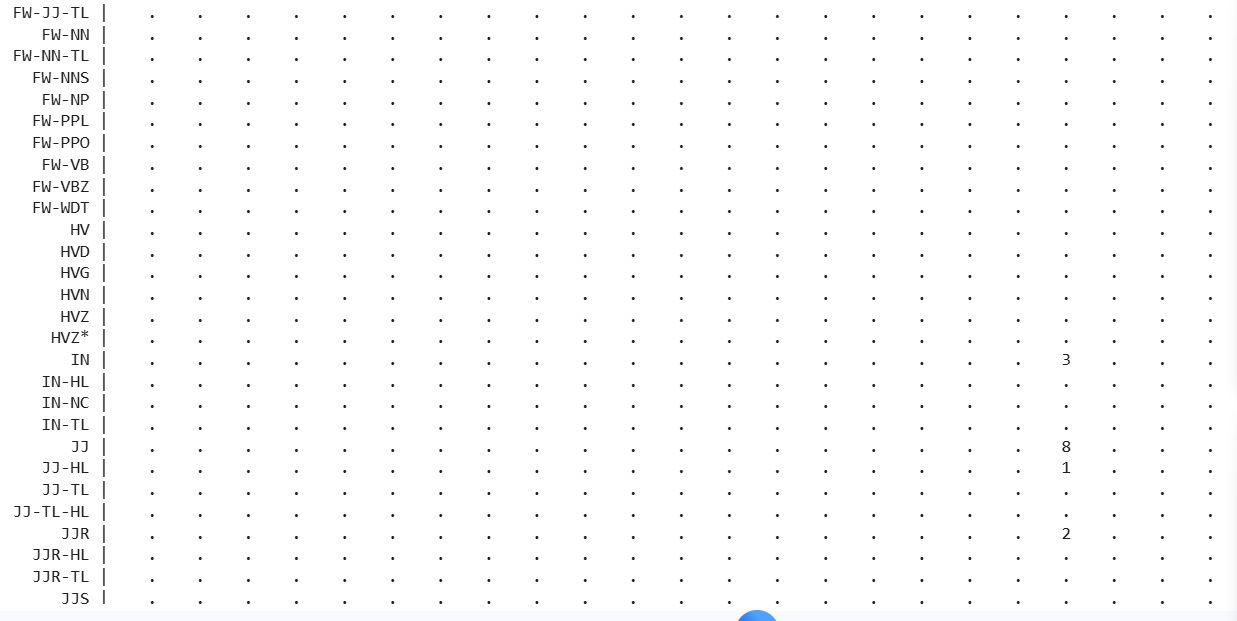 FW-JJ-TL | . . . . . . . . . . . . . . . . . . . . . . .
FW-NN | . . . . . . . . . . . . . . . . . . . . . . .
FW-NN-TL | . . . . . . . . . . . . . . . . . . . . . . .
FW-NNS | . . . . . . . . . . . . . . . . . . . . . . .
FW-NP | . . . . . . . . . . . . . . . . . . . . . . .
FW-PPL | . . . . . . . . . . . . . . . . . . . . . . .
FW-PPO | . . . . . . . . . . . . . . . . . . . . . . .
FW-VB | . . . . . . . . . . . . . . . . . . . . . . .
FW-VBZ | . . . . . . . . . . . . . . . . . . . . . . .
FW-WDT | . . . . . . . . . . . . . . . . . . . . . . .
HV | . . . . . . . . . . . . . . . . . . . . . . .
HVD | . . . . . . . . . . . . . . . . . . . . . . .
HVG | . . . . . . . . . . . . . . . . . . . . . . .
HVN | . . . . . . . . . . . . . . . . . . . . . . .
HVZ | . . . . . . . . . . . . . . . . . . . . . . .
HVZ* | . . . . . . . . . . . . . . . . . . . . . . .
IN | . . . . . . . . . . . . . . . . . . . 3 . . .
IN-HL | . . . . . . . . . . . . . . . . . . . . . . .
IN-NC | . . . . . . . . . . . . . . . . . . . . . . .
IN-TL | . . . . . . . . . . . . . . . . . . . . . . .
JJ | . . . . . . . . . . . . . . . . . . . 8 . . .
JJ-HL | . . . . . . . . . . . . . . . . . . . 1 . . .
JJ-TL | . . . . . . . . . . . . . . . . . . . . . . .
JJ-TL-HL | . . . . . . . . . . . . . . . . . . . . . . .
JJR | . . . . . . . . . . . . . . . . . . . 2 . . .
JJR-HL | . . . . . . . . . . . . . . . . . . . . . . .
JJR-TL | . . . . . . . . . . . . . . . . . . . . . . .
JJS | . . . . . . . . . . . . . . . . . . . . . . .